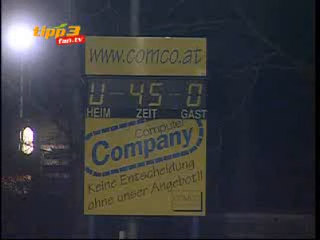 tipp3
fan.tv
www.comco.at
0 - 45 - 0
HEIM ZEIT GAST
Computer
Company
Keine Entscheidung
ohne unser Angebot!!
COMCO